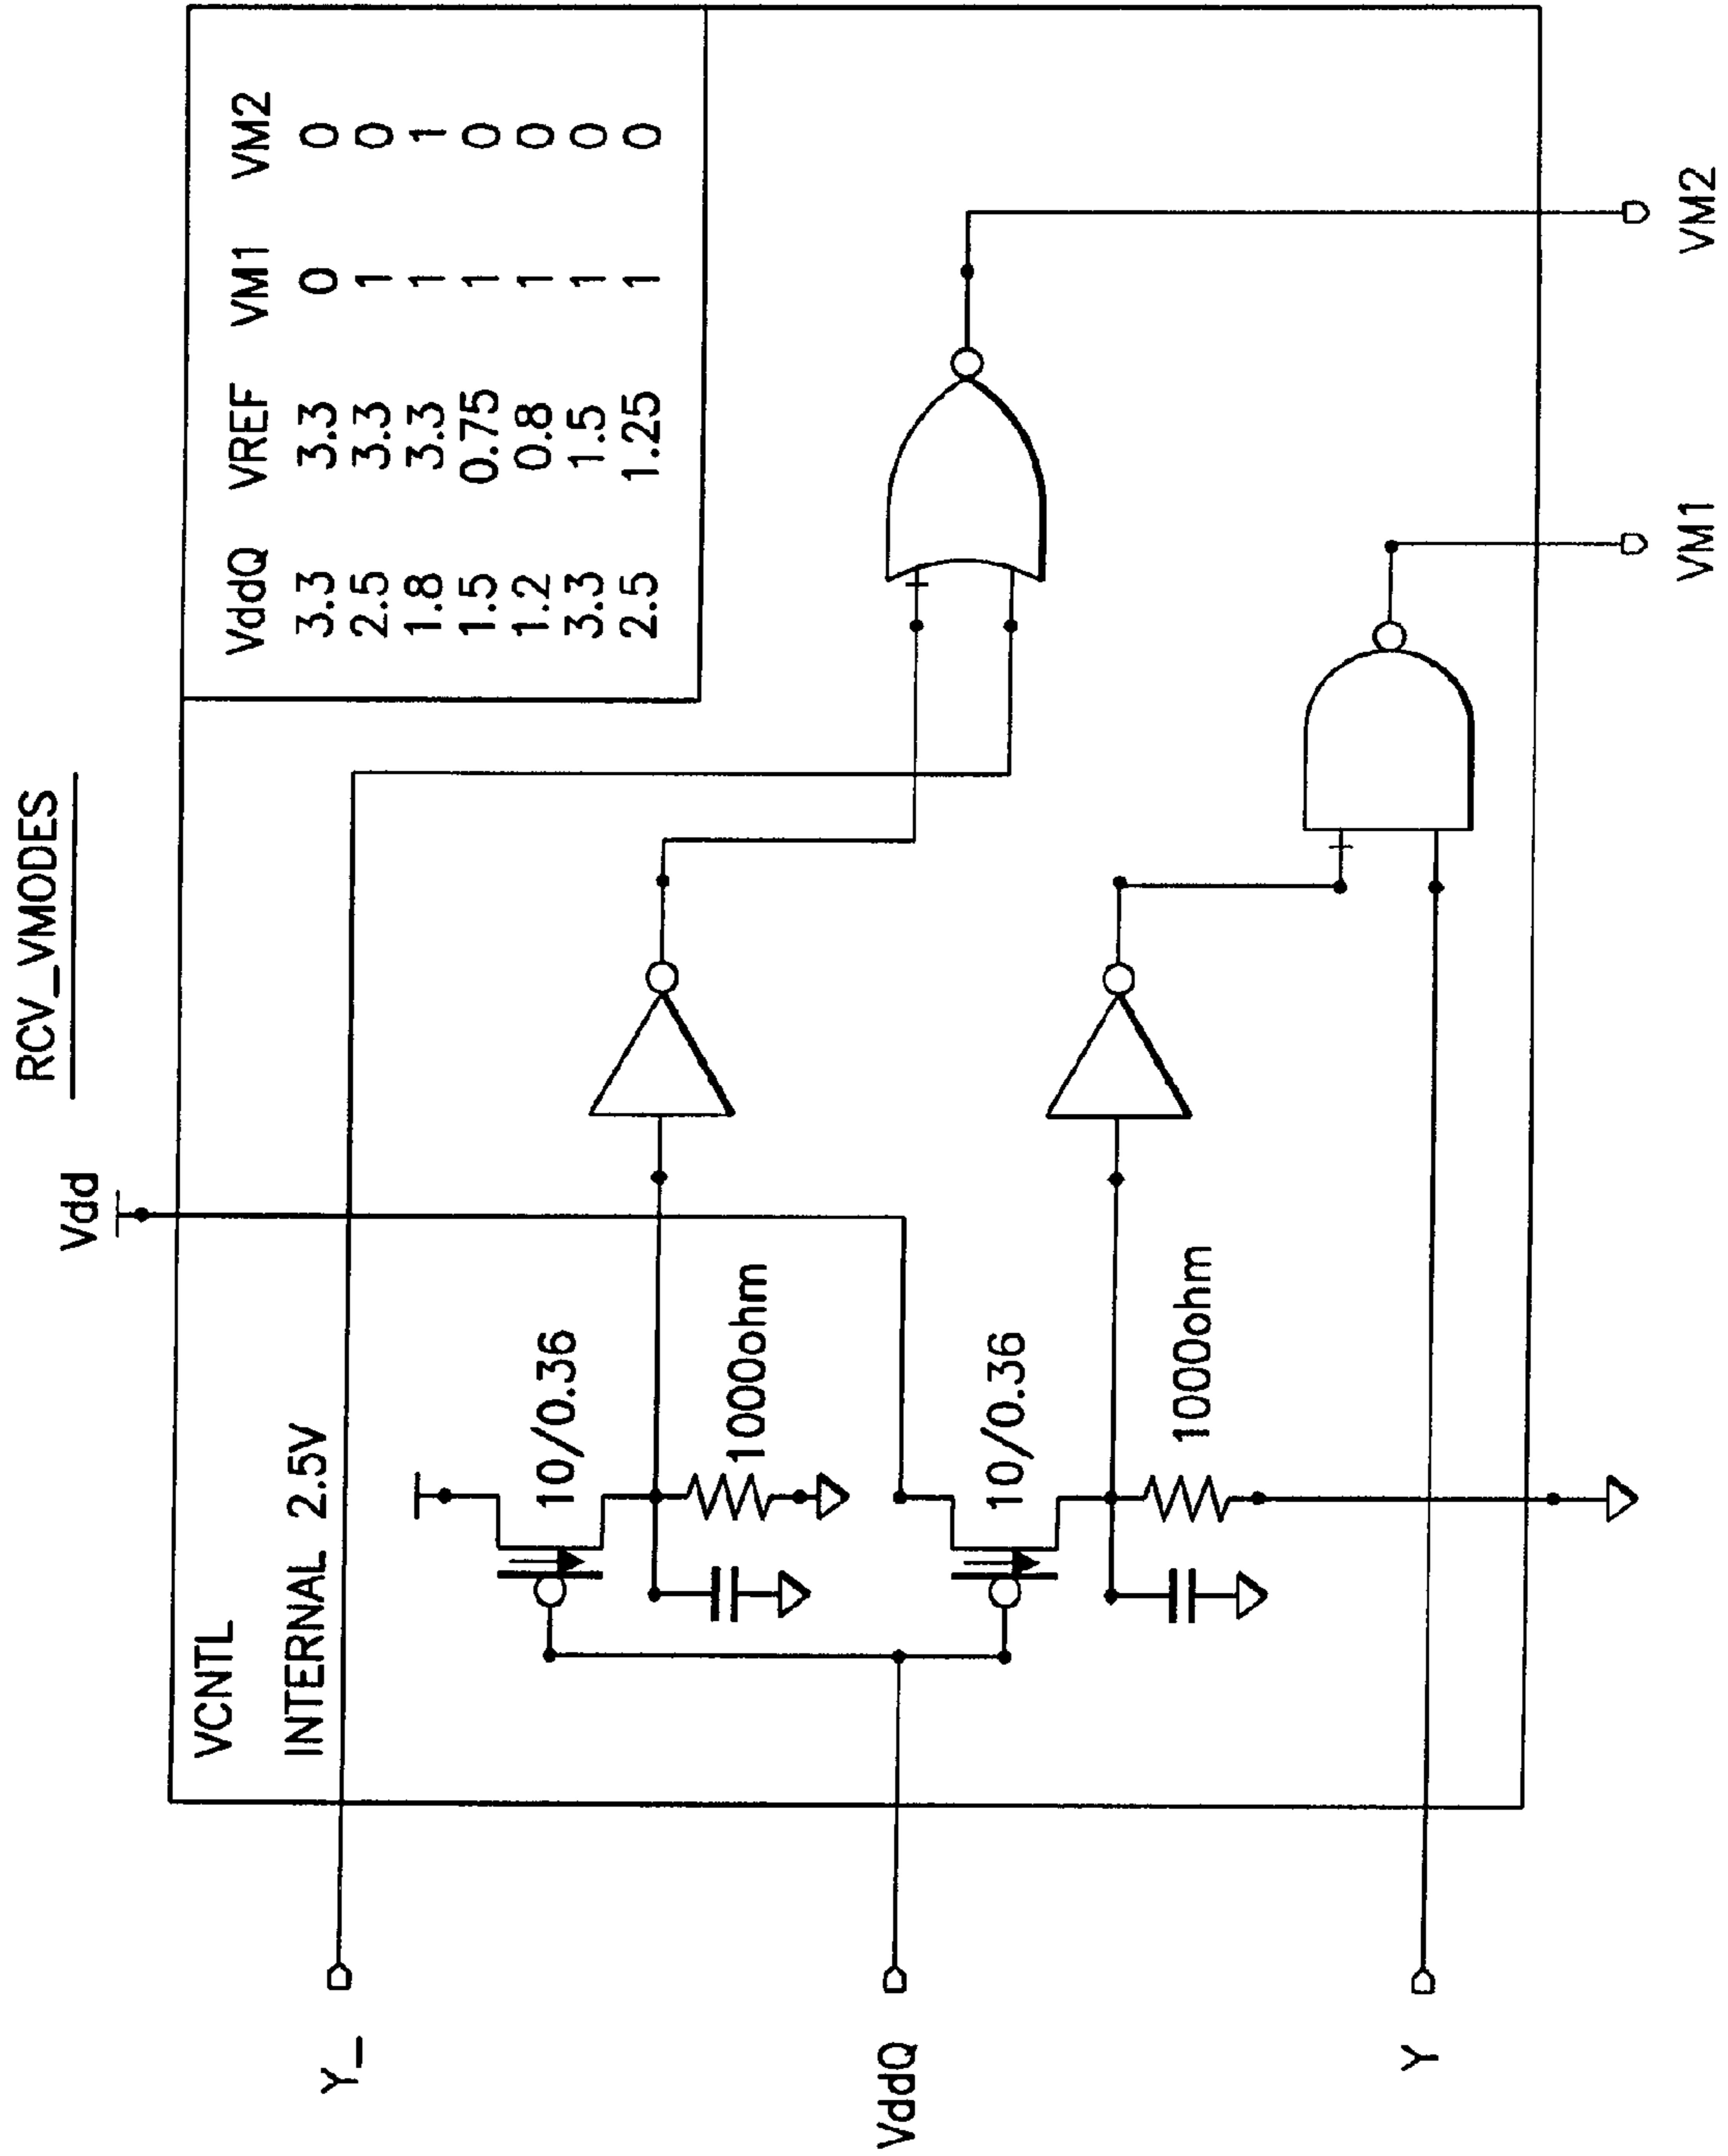 RCV_VMODES
Vdd
VCNTL
INTERNAL 2.5V
VddQ VREF VM1 VM2
3.3 3.3 0 0
2.5 3.3 1 0
1.8 3.3 1 1
1.5 0.75 1 0
1.2 0.8 1 0
3.3 1.5 1 0
2.5 1.25 1 0
Y_
10/0.36
1000ohm
VddQ
10/0.36
1000ohm
Y
VM1
VM2